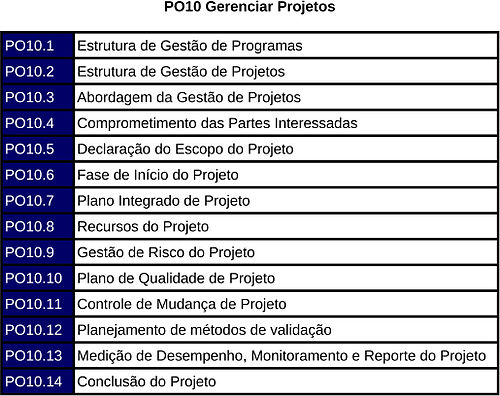 PO10 Gerenciar Projetos
PO10.1 Estrutura de Gestão de Programas
PO10.2 Estrutura de Gestão de Projetos
PO10.3 Abordagem da Gestão de Projetos
PO10.4 Comprometimento das Partes Interessadas
PO10.5 Declaração do Escopo do Projeto
PO10.6 Fase de Início do Projeto
PO10.7 Plano Integrado de Projeto
PO10.8 Recursos do Projeto
PO10.9 Gestão de Risco do Projeto
PO10.10 Plano de Qualidade de Projeto
PO10.11 Controle de Mudança de Projeto
PO10.12 Planejamento de métodos de validação
PO10.13 Medição de Desempenho, Monitoramento e Reporte do Projeto
PO10.14 Conclusão do Projeto